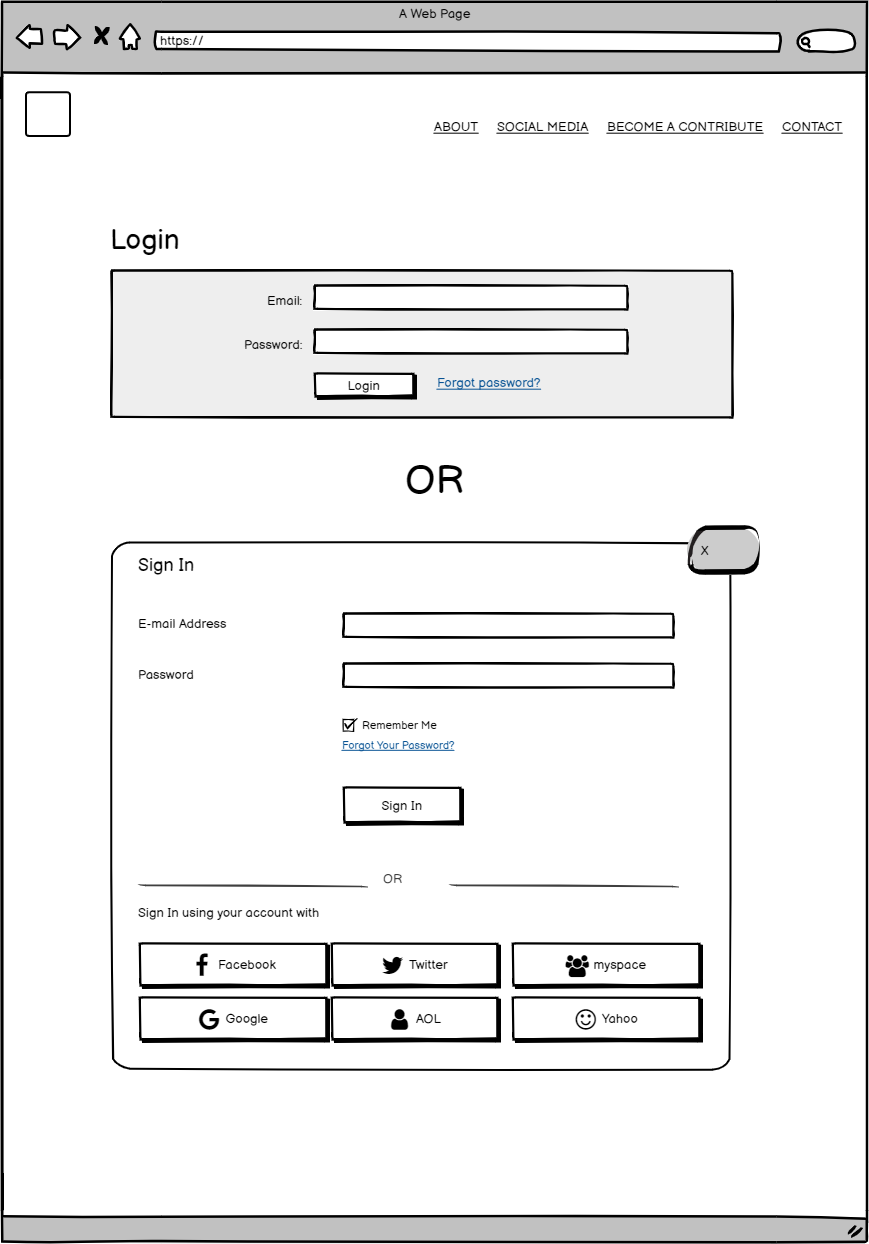 A Web Page
https://
ABOUT SOCIAL MEDIA BECOME A CONTRIBUTE CONTACT
Login
Email:
Password:
Login Forgot password?
OR
X
Sign In
E-mail Address
Password
Remember Me
Forgot Your Password?
Sign In
OR
Sign In using your account with
Facebook Twitter myspace
Google AOL Yahoo